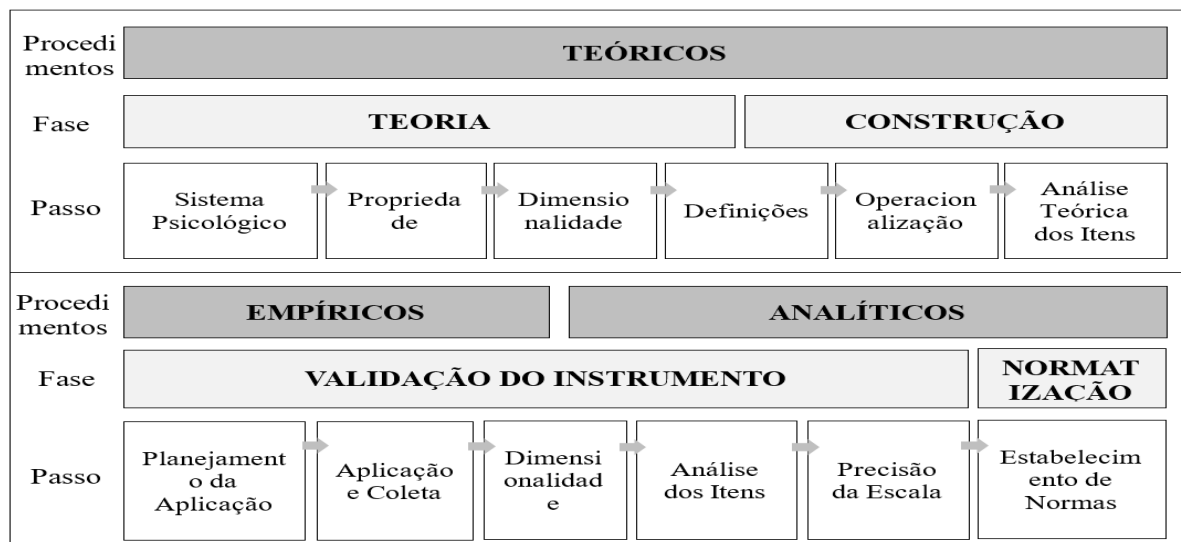 Procedi
mentos
TEÓRICOS
Fase
TEORIA
CONSTRUÇÃO
Passo
Sistema
Psicológico
Proprieda
de
Dimensio
nalidade
Definições
Operacion
alização
Análise
Teórica
dos Itens
Procedi
mentos
EMPÍRICOS
ANALÍTICOS
Fase
VALIDAÇÃO DO INSTRUMENTO
NORMAT
IZAÇÃO
Passo
Planejament
o da
Aplicação
Aplicação
e Coleta
Dimensi
onalidad
e
Análise
dos Itens
Precisão
da Escala
Estabelecim
ento de
Normas